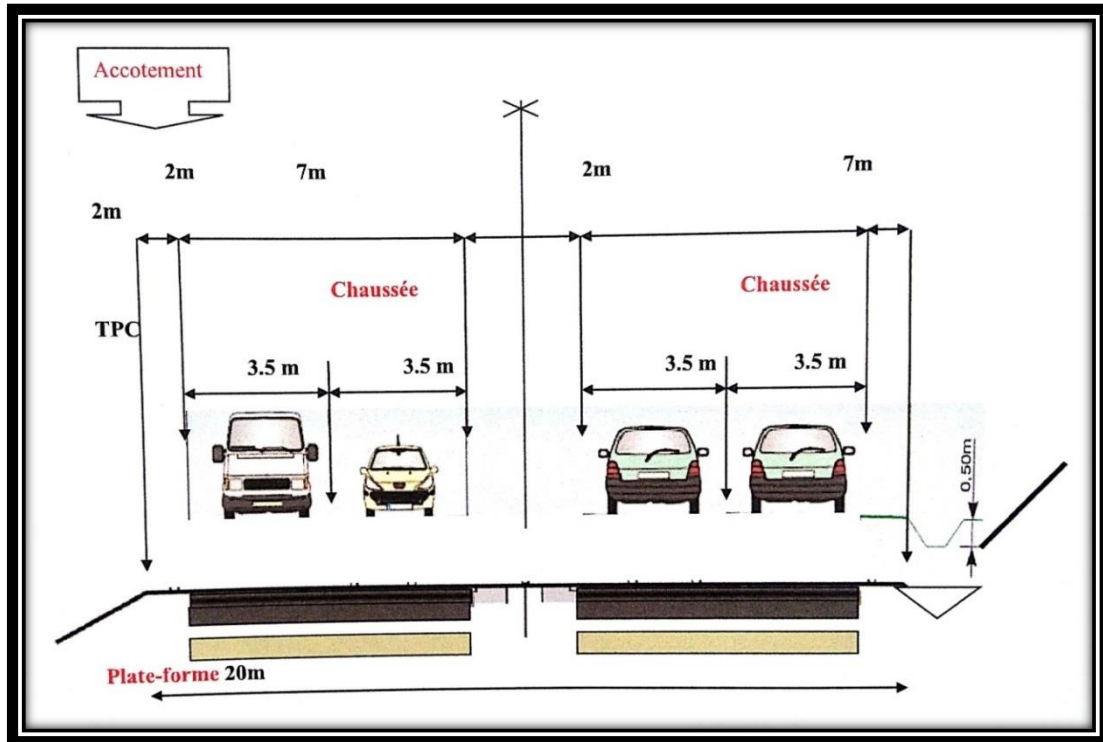 Accotement
2m 7m 2m 7m
2m
Chaussée Chaussée
TPC
3.5 m 3.5 m 3.5 m 3.5 m
0.50m
Plate-forme 20m